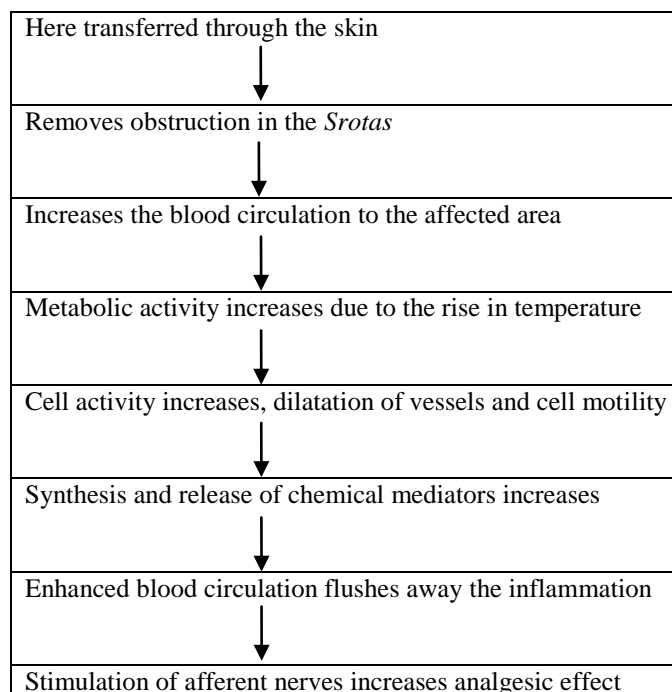 Here transferred through the skin
Removes obstruction in the Srotas
Increases the blood circulation to the affected area
Metabolic activity increases due to the rise in temperature
Cell activity increases, dilatation of vessels and cell motility
Synthesis and release of chemical mediators increases
Enhanced blood circulation flushes away the inflammation
Stimulation of afferent nerves increases analgesic effect